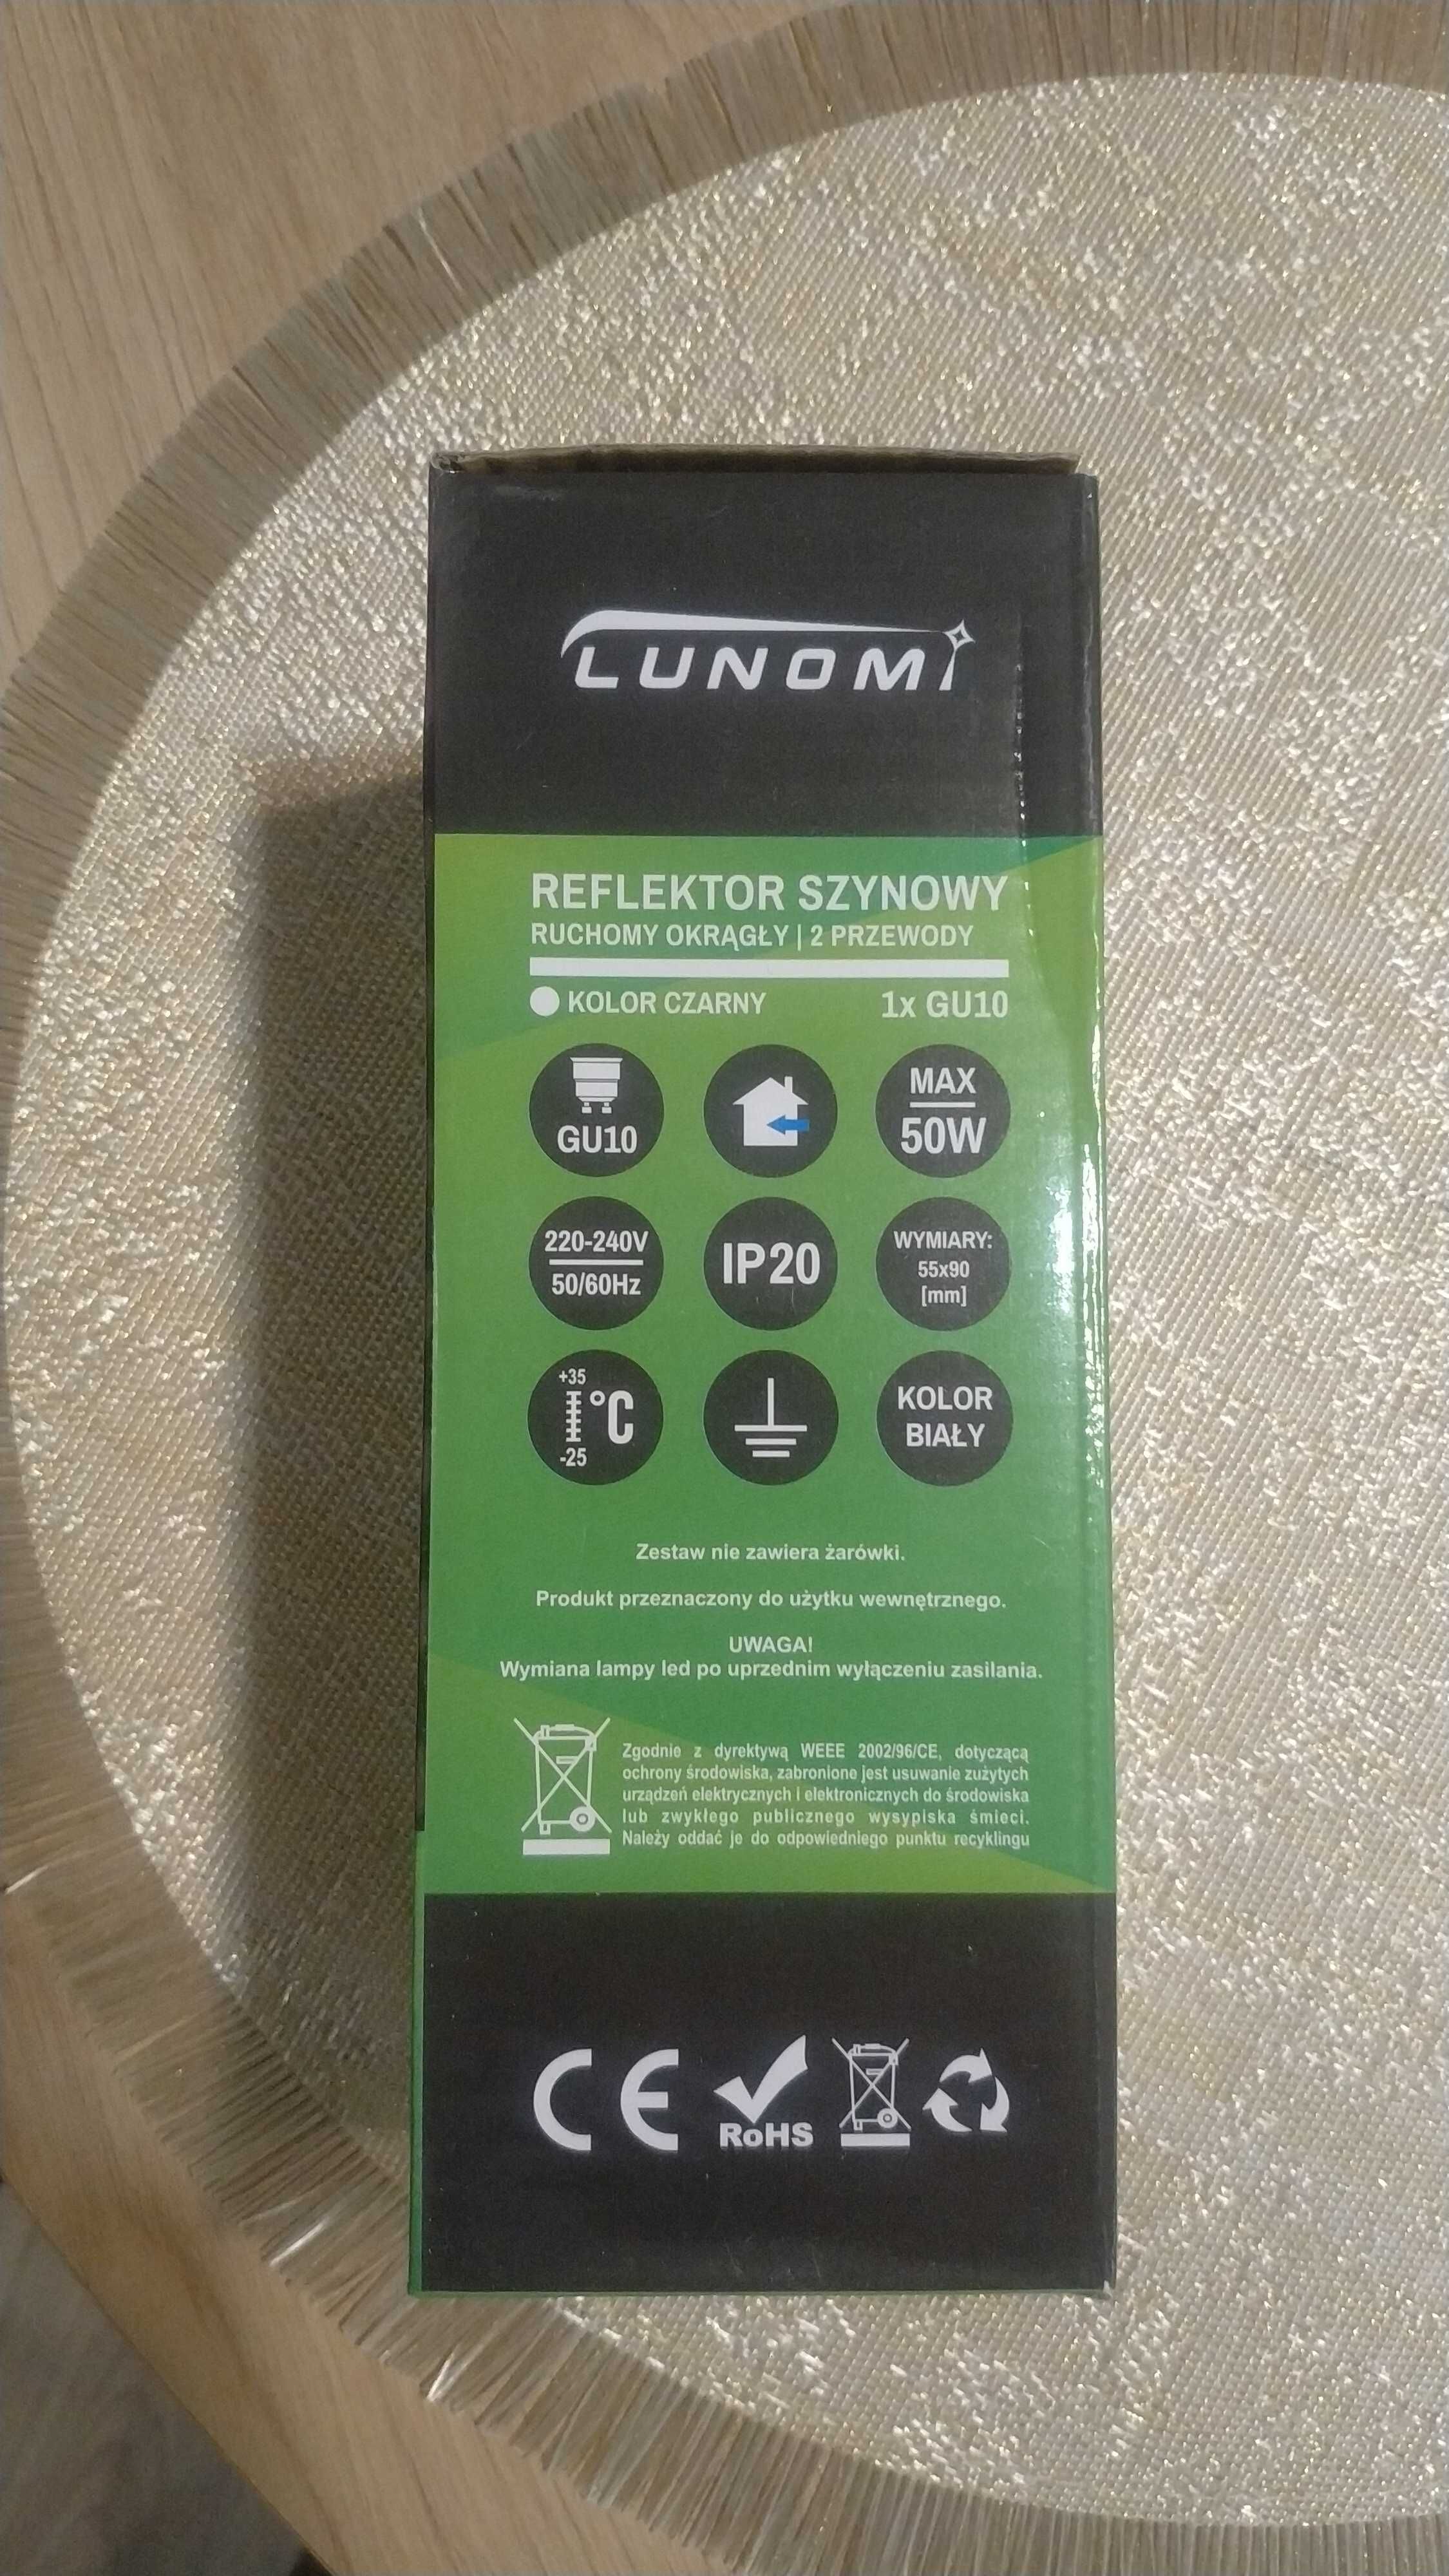 LUNOMi
REFLEKTOR SZYNOWY
RUCHOMY OKRĄGŁY | 2 PRZEWODY
KOLOR CZARNY 1x GU10
GU10
MAX
50W
220-240V
50/60Hz
IP20
WYMIARY:
55x90
[mm]
+35
°C
-25
KOLOR
BIAŁY
Zestaw nie zawiera żarówki.
Produkt przeznaczony do użytku wewnętrznego.
UWAGA!
Wymiana lampy led po uprzednim wyłączeniu zasilania.
Zgodnie z dyrektywą WEEE 2002/96/CE, dotyczącą
ochrony środowiska, zabronione jest usuwanie zużytych
urządzeń elektrycznych i elektronicznych do środowiska
lub zwykłego publicznego wysypiska śmieci.
Należy oddać je do odpowiedniego punktu recyklingu
CE
RoHS